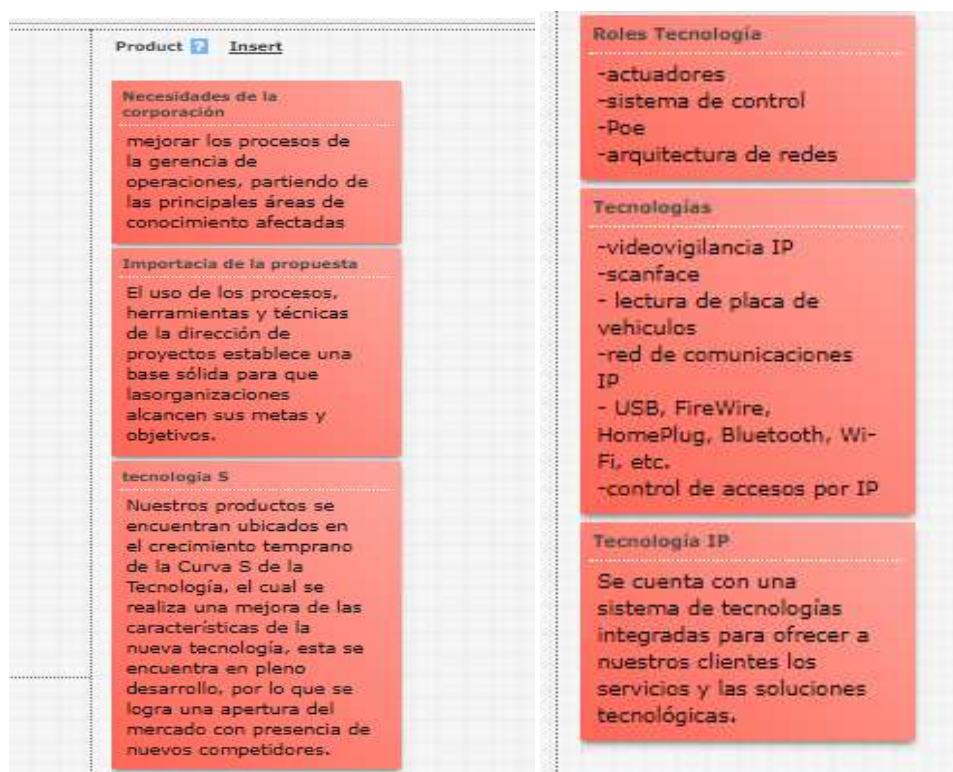 Product ? Insert
Necesidades de la
corporación
mejorar los procesos de
la gerencia de
operaciones, partiendo de
las principales áreas de
conocimiento afectadas
Importacia de la propuesta
El uso de los procesos,
herramientas y técnicas
de la dirección de
proyectos establece una
base sólida para que
lasorganizaciones
alcancen sus metas y
objetivos.
tecnologia S
Nuestros productos se
encuentran ubicados en
el crecimiento temprano
de la Curva S de la
Tecnología, el cual se
realiza una mejora de las
características de la
nueva tecnología, esta se
encuentra en pleno
desarrollo, por lo que se
logra una apertura del
mercado con presencia de
nuevos competidores.
Roles Tecnología
-actuadores
-sistema de control
-Poe
-arquitectura de redes
Tecnologías
-videovigilancia IP
-scanface
- lectura de placa de
vehiculos
-red de comunicaciones
IP
- USB, FireWire,
HomePlug, Bluetooth, Wi-
Fi, etc.
-control de accesos por IP
Tecnología IP
Se cuenta con una
sistema de tecnologías
integradas para ofrecer a
nuestros clientes los
servicios y las soluciones
tecnológicas.